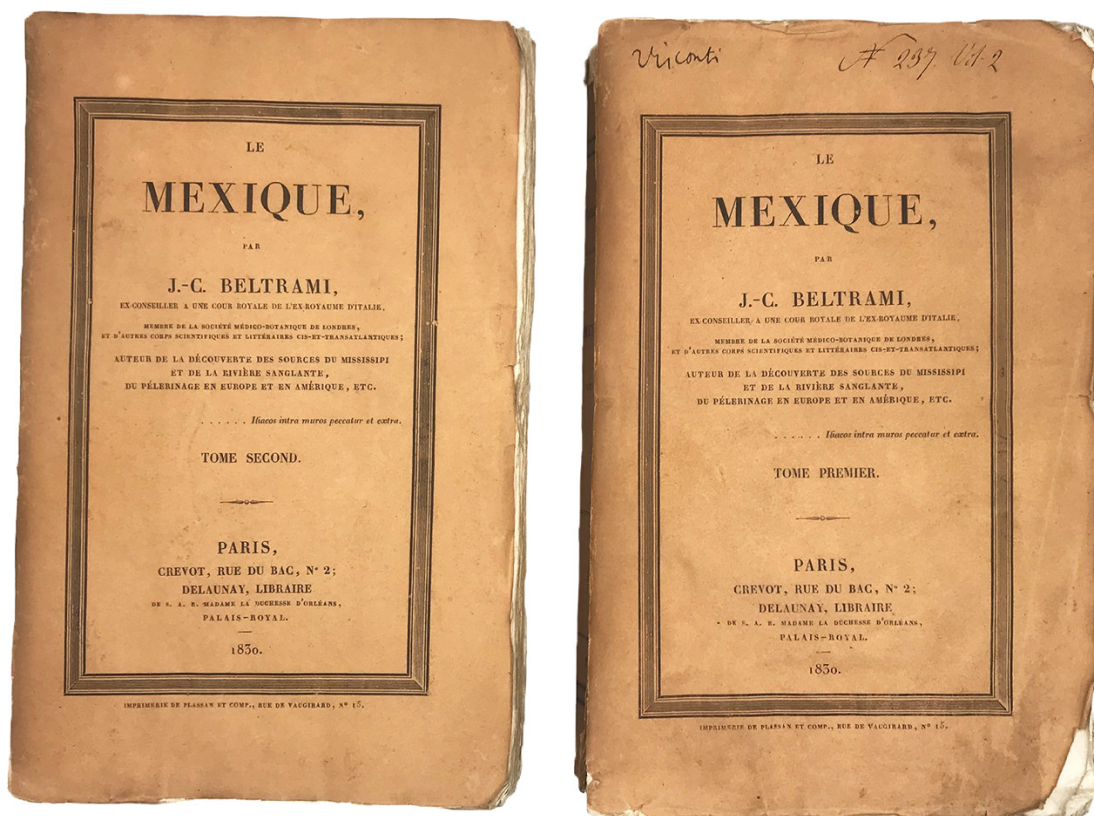 LE
MEXIQUE,
PAR
J.-C. BELTRAMI,
EX-CONSEILLER A UNE COUR ROYALE DE L'EX-ROYAUME D'ITALIE,
MEMBRE DE LA SOCIÉTÉ MÉDICO-BOTANIQUE DE LONDRES,
ET D'AUTRES CORPS SCIENTIFIQUES ET LITTÉRAIRES CIS-ET-TRANSATLANTIQUES;
AUTEUR DE LA DÉCOUVERTE DES SOURCES DU MISSISSIPI
ET DE LA RIVIÈRE SANGLANTE,
DU PÉLERINAGE EN EUROPE ET EN AMÉRIQUE, ETC.
. . . . . . Iliacos intra muros peccatur et extra.
TOME SECOND.
PARIS,
CREVOT, RUE DU BAC, N° 2;
DELAUNAY, LIBRAIRE
DE S. A. R. MADAME LA DUCHESSE D'ORLÉANS,
PALAIS-ROYAL.
1830.
IMPRIMERIE DE PLASSAN ET COMP., RUE DE VAUGIRARD, N° 15.
Visconti N 237. Vol. 2
LE
MEXIQUE,
PAR
J.-C. BELTRAMI,
EX-CONSEILLER A UNE COUR ROYALE DE L'EX-ROYAUME D'ITALIE,
MEMBRE DE LA SOCIÉTÉ MÉDICO-BOTANIQUE DE LONDRES,
ET D'AUTRES CORPS SCIENTIFIQUES ET LITTÉRAIRES CIS-ET-TRANSATLANTIQUES;
AUTEUR DE LA DÉCOUVERTE DES SOURCES DU MISSISSIPI
ET DE LA RIVIÈRE SANGLANTE,
DU PÉLERINAGE EN EUROPE ET EN AMÉRIQUE, ETC.
. . . . . . Iliacos intra muros peccatur et extra.
TOME PREMIER.
PARIS,
CREVOT, RUE DU BAC, N° 2;
DELAUNAY, LIBRAIRE
DE S. A. R. MADAME LA DUCHESSE D'ORLÉANS,
PALAIS-ROYAL.
1830.
IMPRIMERIE DE PLASSAN ET COMP., RUE DE VAUGIRARD, N° 15.